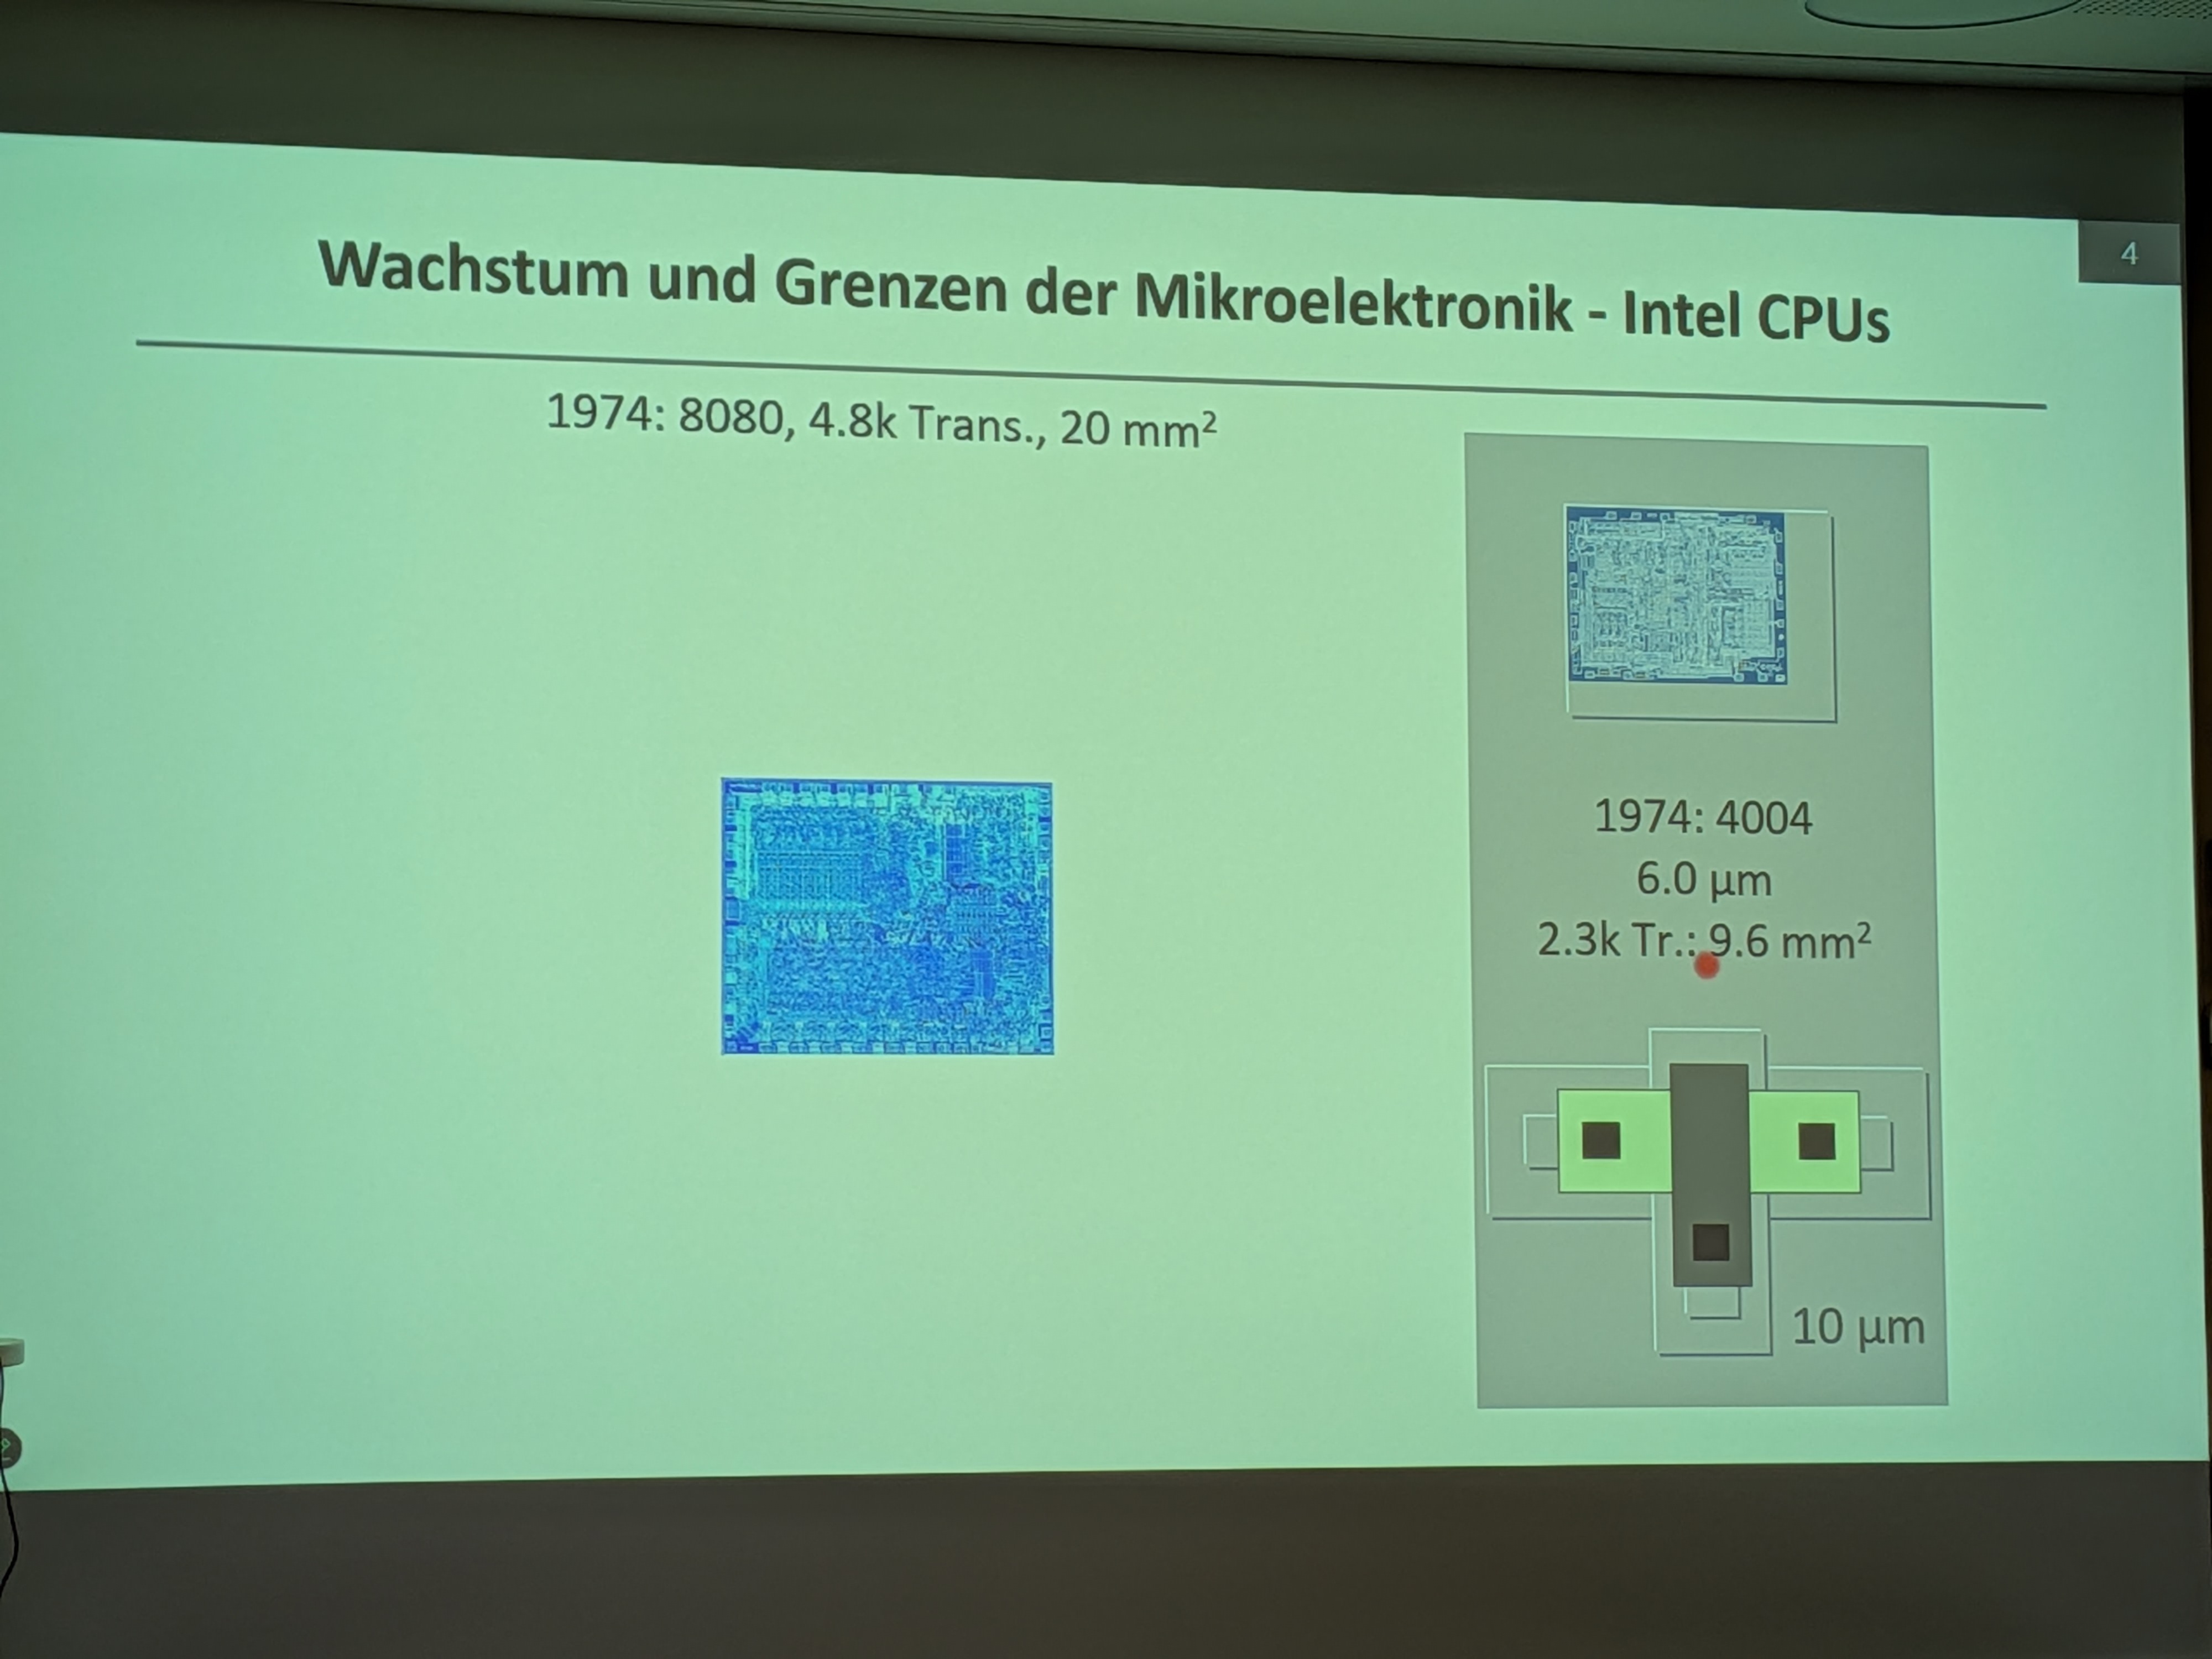 4
Wachstum und Grenzen der Mikroelektronik - Intel CPUs
1974: 8080, 4.8k Trans., 20 mm²
1974: 4004
6.0 µm
2.3k Tr.: 9.6 mm²
10 µm